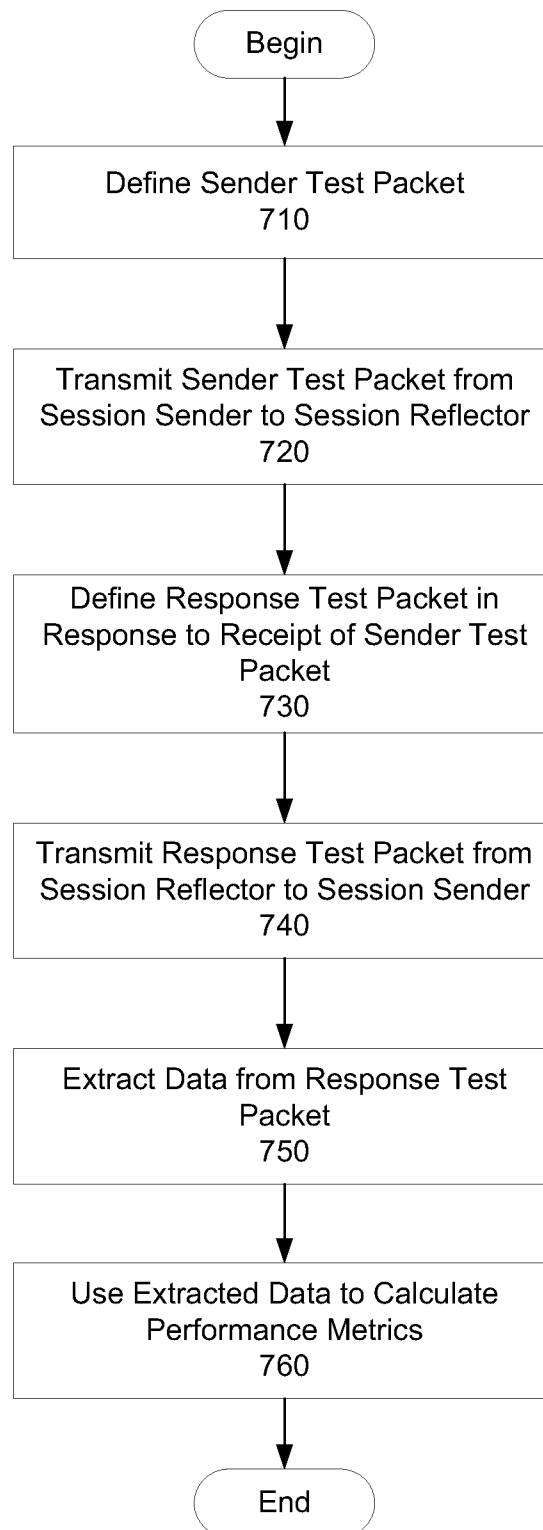 Begin
Define Sender Test Packet
710
Transmit Sender Test Packet from
Session Sender to Session Reflector
720
Define Response Test Packet in
Response to Receipt of Sender Test
Packet
730
Transmit Response Test Packet from
Session Reflector to Session Sender
740
Extract Data from Response Test
Packet
750
Use Extracted Data to Calculate
Performance Metrics
760
End